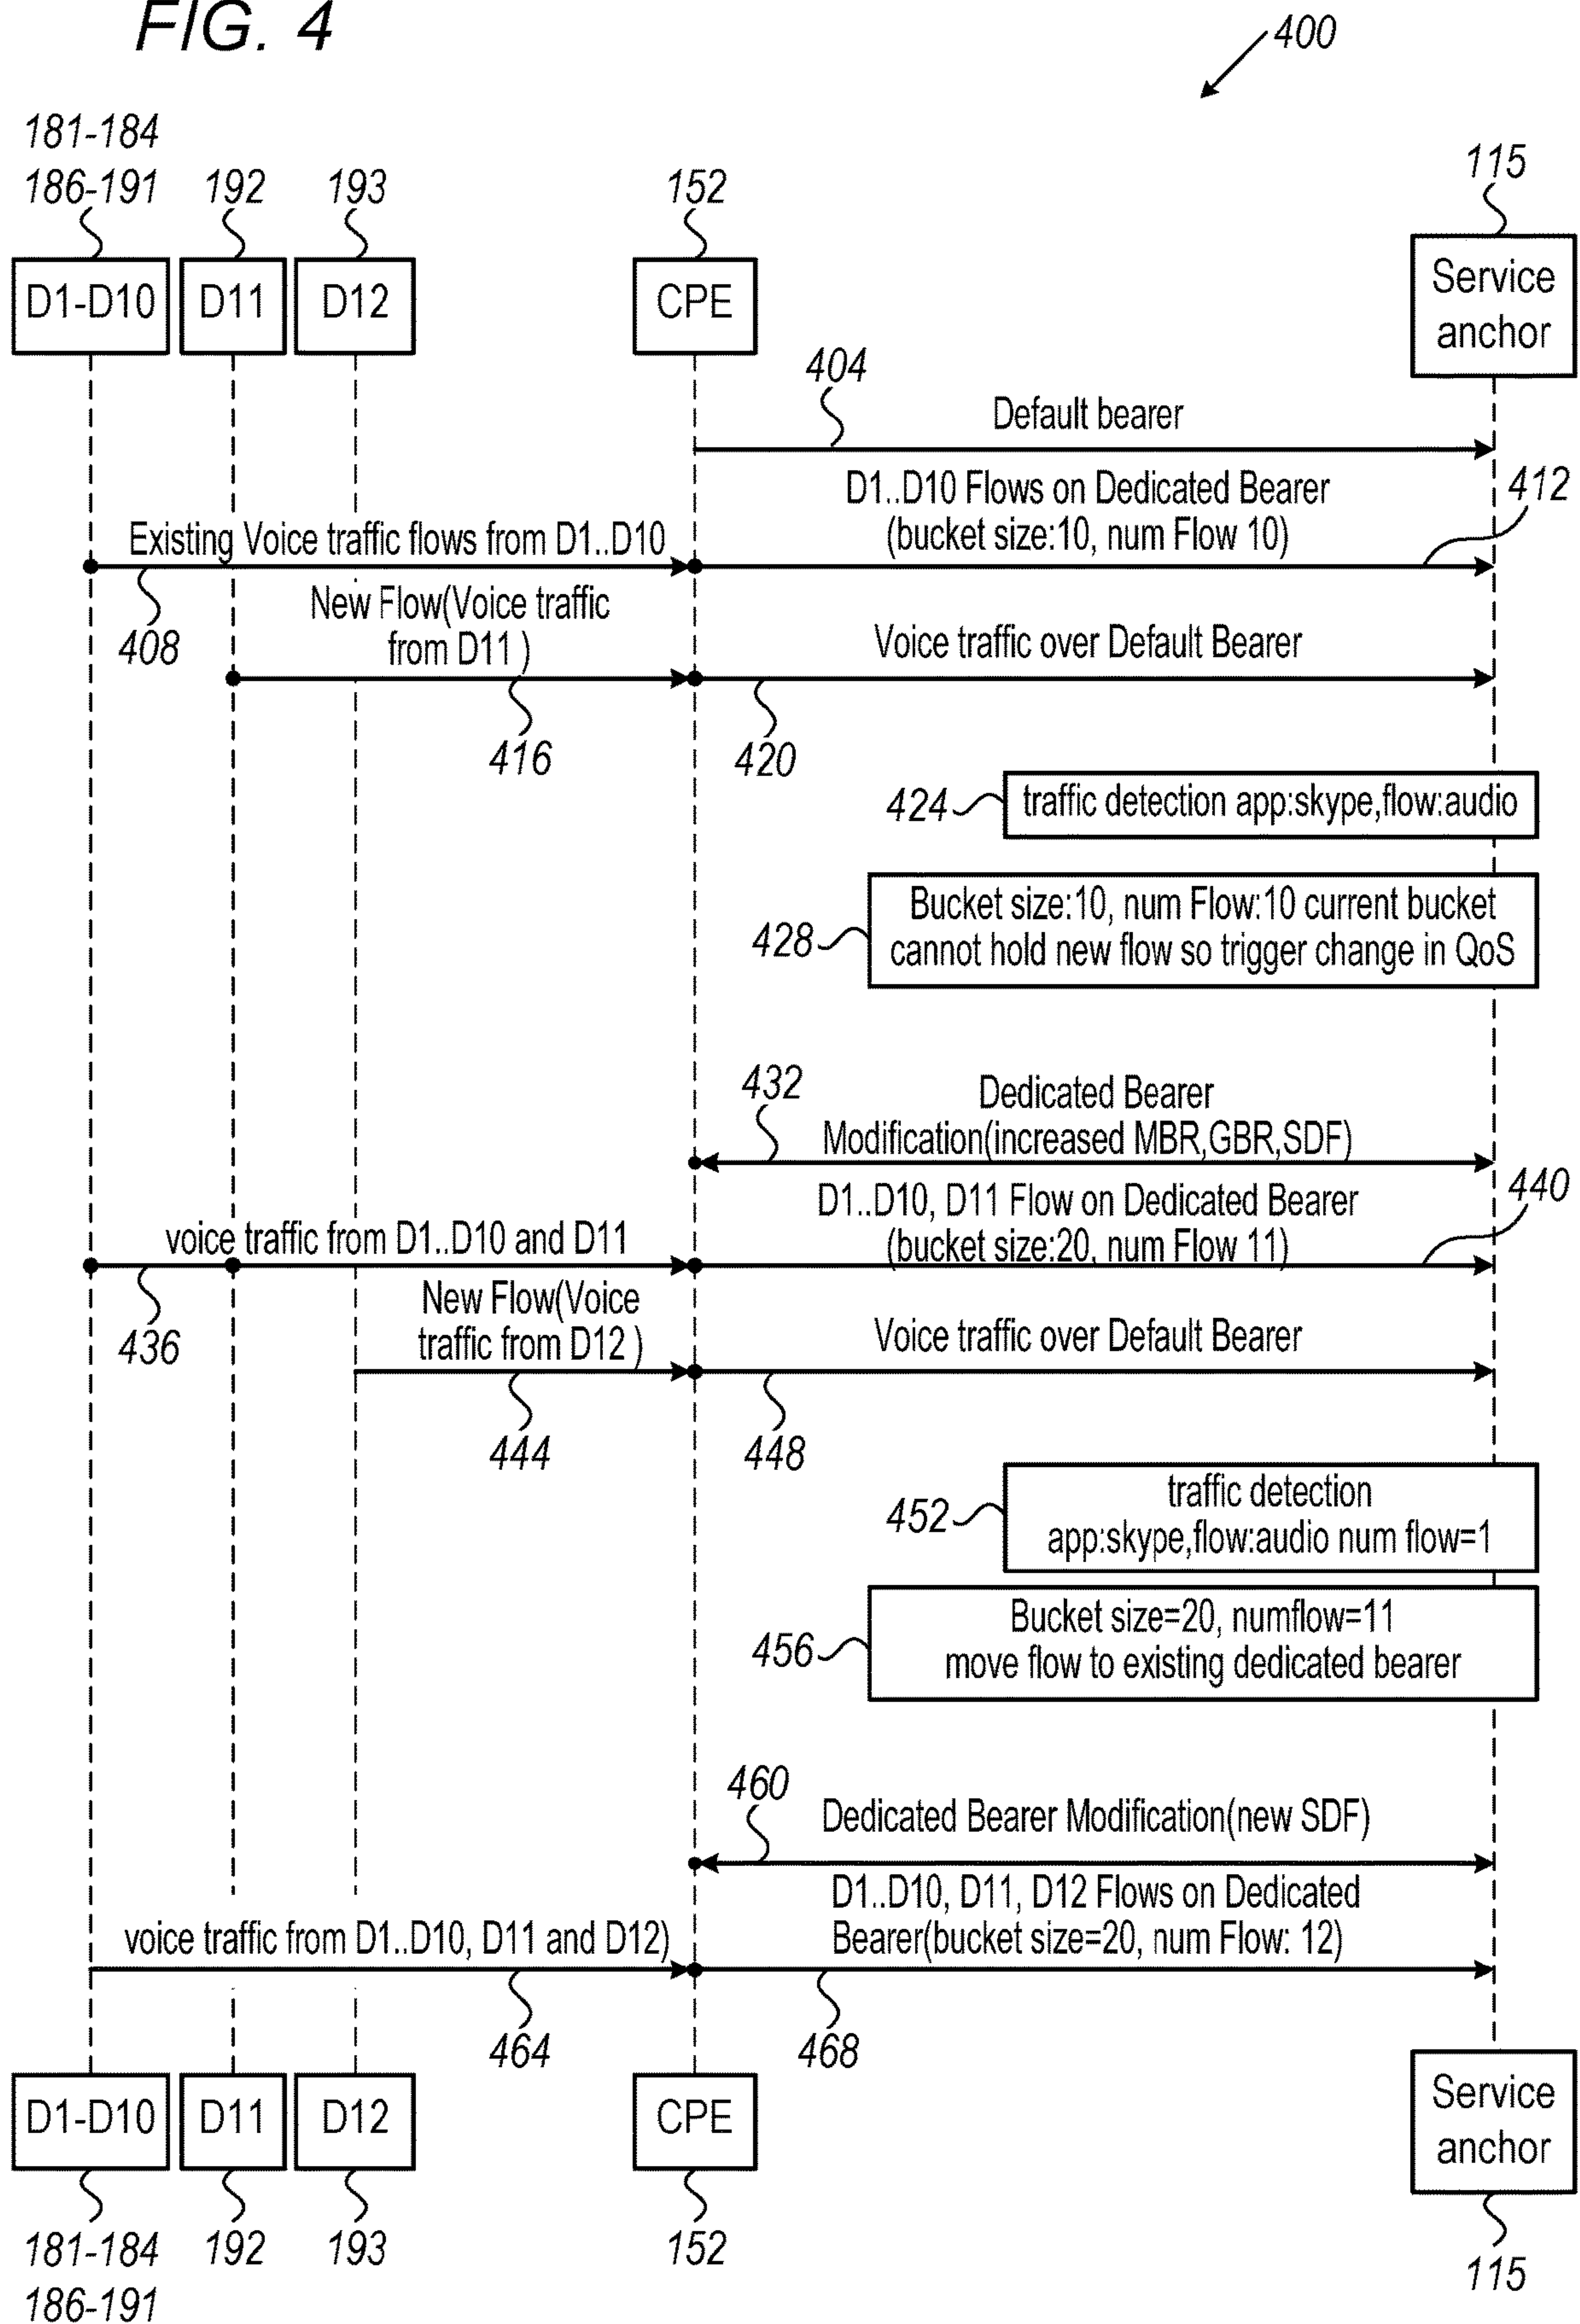 FIG. 4
400
181-184
186-191
192
193
152
115
D1-D10
D11
D12
CPE
Service
anchor
404
Default bearer
D1..D10 Flows on Dedicated Bearer
(bucket size:10, num Flow 10)
412
Existing Voice traffic flows from D1..D10
408
New Flow(Voice traffic
from D11 )
416
Voice traffic over Default Bearer
420
424
traffic detection app:skype,flow:audio
428
Bucket size:10, num Flow:10 current bucket
cannot hold new flow so trigger change in QoS
432
Dedicated Bearer
Modification(increased MBR,GBR,SDF)
D1..D10, D11 Flow on Dedicated Bearer
(bucket size:20, num Flow 11)
440
voice traffic from D1..D10 and D11
436
New Flow(Voice
traffic from D12 )
444
Voice traffic over Default Bearer
448
452
traffic detection
app:skype,flow:audio num flow=1
456
Bucket size=20, numflow=11
move flow to existing dedicated bearer
460
Dedicated Bearer Modification(new SDF)
D1..D10, D11, D12 Flows on Dedicated
Bearer(bucket size=20, num Flow: 12)
voice traffic from D1..D10, D11 and D12)
464
468
D1-D10
D11
D12
CPE
Service
anchor
181-184
186-191
192
193
152
115